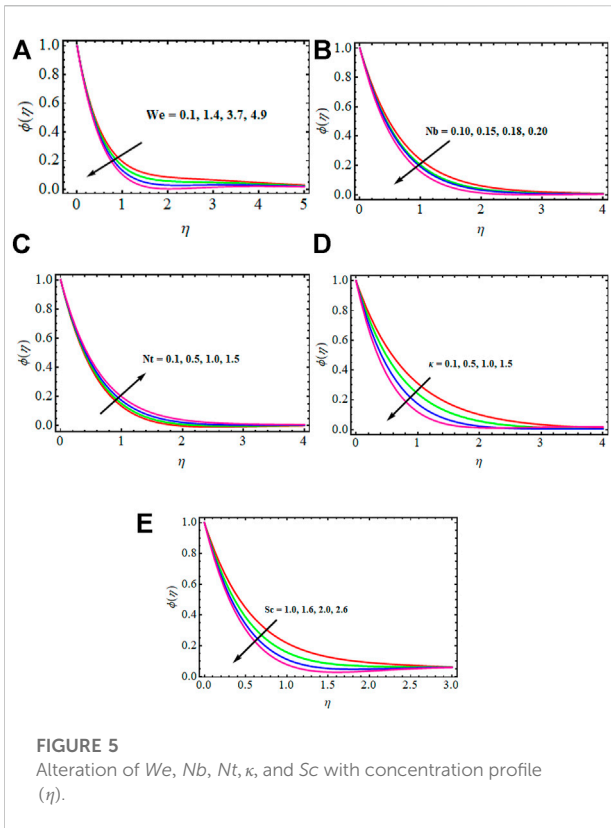 A
1.0
0.8
0.6
0.4
0.2
0.0
ϕ(η)
We = 0.1, 1.4, 3.7, 4.9
0 1 2 3 4 5
η
B
1.0
0.8
0.6
0.4
0.2
0.0
ϕ(η)
Nb = 0.10, 0.15, 0.18, 0.20
0 1 2 3 4
η
C
1.0
0.8
0.6
0.4
0.2
0.0
ϕ(η)
Nt = 0.1, 0.5, 1.0, 1.5
0 1 2 3 4
η
D
1.0
0.8
0.6
0.4
0.2
0.0
ϕ(η)
κ = 0.1, 0.5, 1.0, 1.5
0 1 2 3 4
η
E
1.0
0.8
0.6
0.4
0.2
0.0
ϕ(η)
Sc = 1.0, 1.6, 2.0, 2.6
0.0 0.5 1.0 1.5 2.0 2.5 3.0
η
FIGURE 5
Alteration of We, Nb, Nt, κ, and Sc with concentration profile
(η).